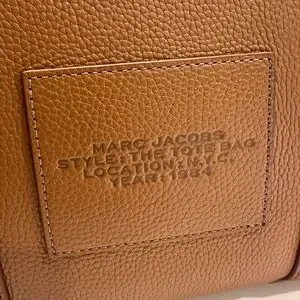 MARC JACOBS
STYLE: THE TOTE BAG
LOCATION: N.Y.C.
YEAR: 1984